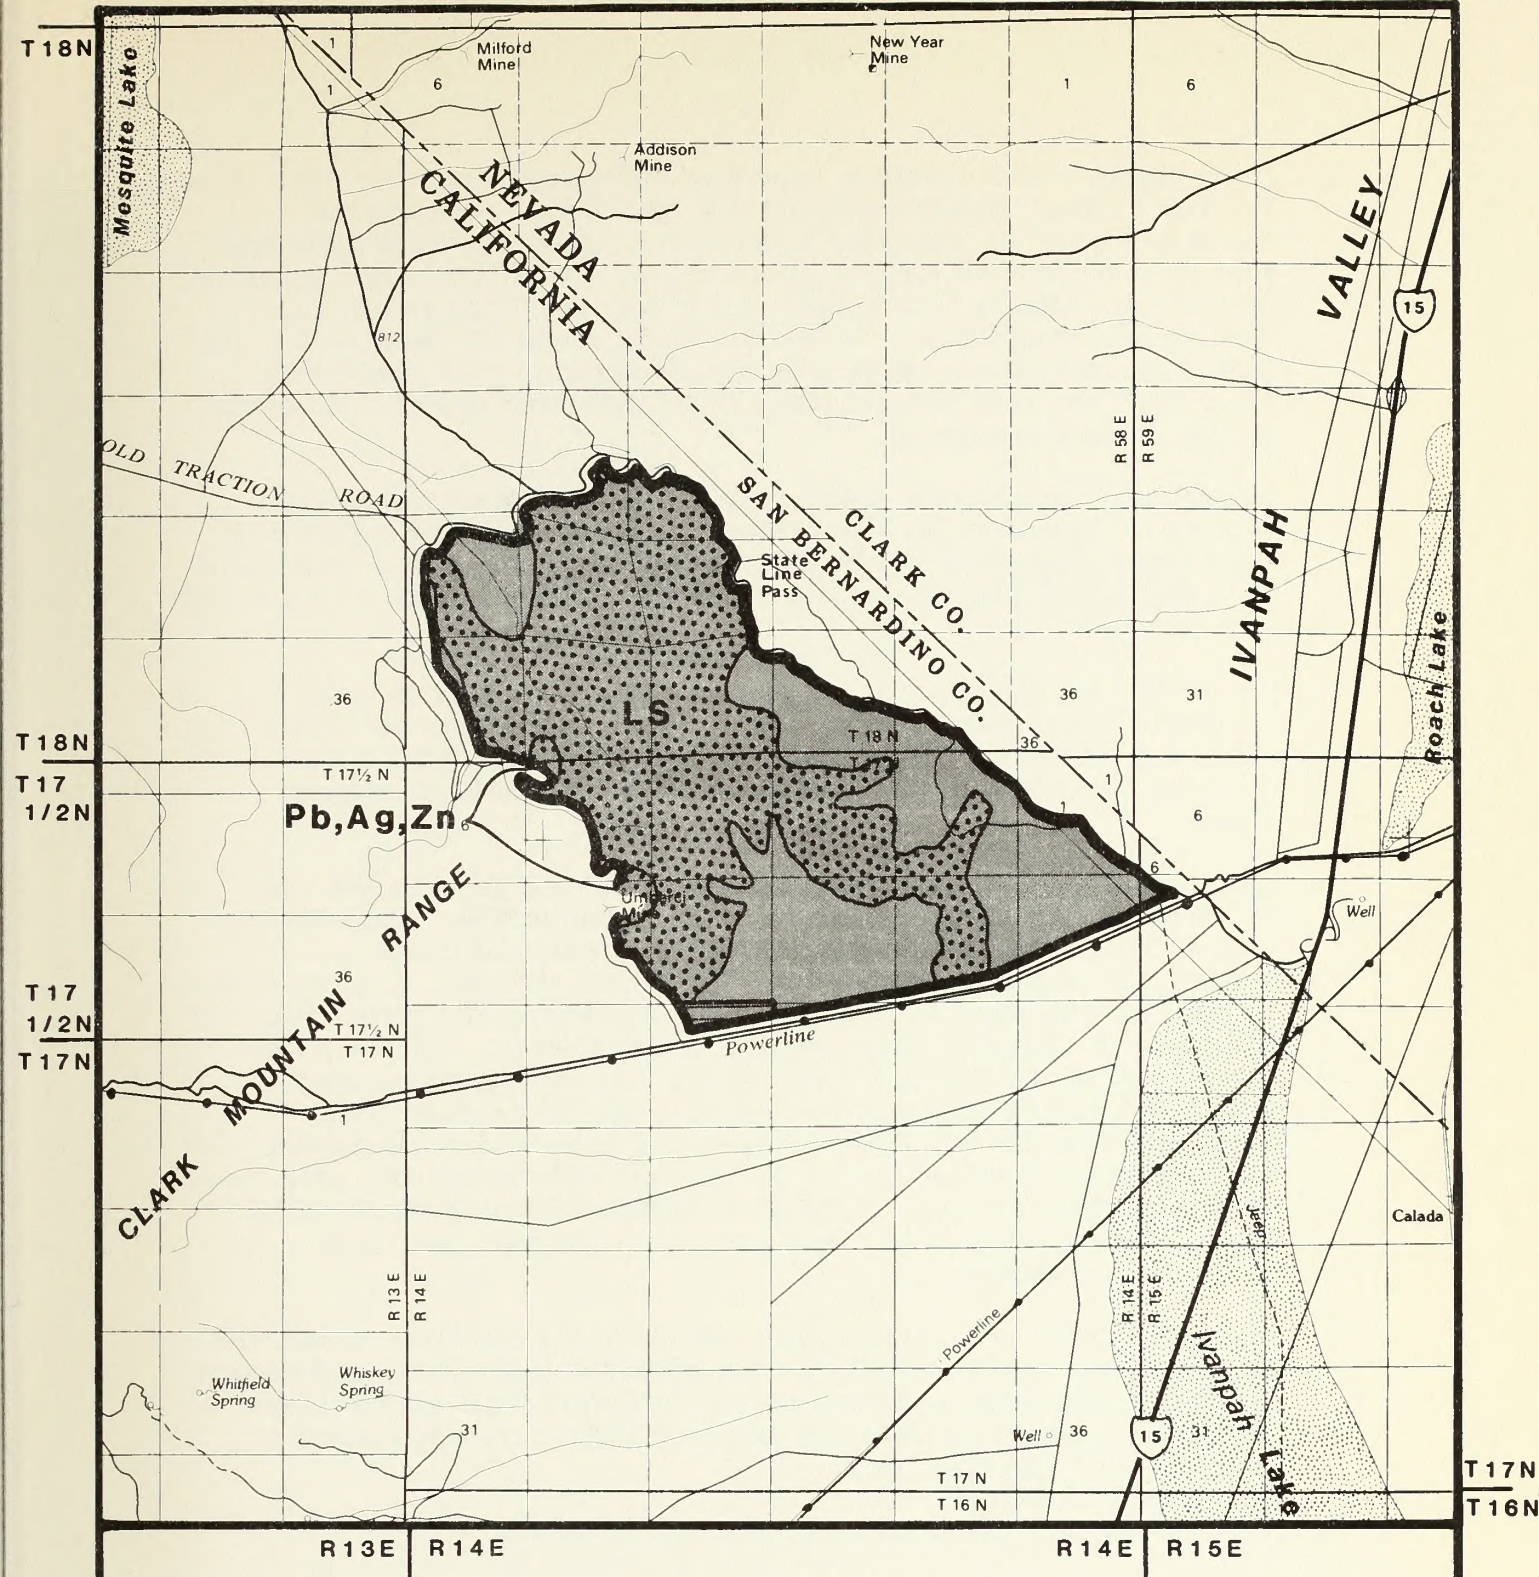 T18N
Mosquite Lake
1
Milford
Mine
New Year
Mine
1
6
1
6
Addison
Mine
NEVADA
CALIFORNIA
VALLEY
15
812
OLD TRACTION ROAD
R 58 E
R 59 E
CLARK CO.
SAN BERNARDINO CO.
State
Line
Pass
IVANPAH
Roach Lake
36
LS
36
31
T18N
T 18 N
36
T 17½ N
T17
1/2N
1
1
6
Pb,Ag,Zn
6
RANGE
6
Umberci
Mine
Well
36
T17
1/2N
T17N
MOUNTAIN
T 17½ N
T 17 N
Powerline
1
CLARK
Jeep
Calada
R 13 E
R 14 E
R 14 E
R 15 E
Powerline
Ivanpah
Lake
Whitfield
Spring
Whiskey
Spring
31
Well
36
15
31
T 17 N
T 16 N
T17N
T16N
R13E
R14E
R14E
R15E